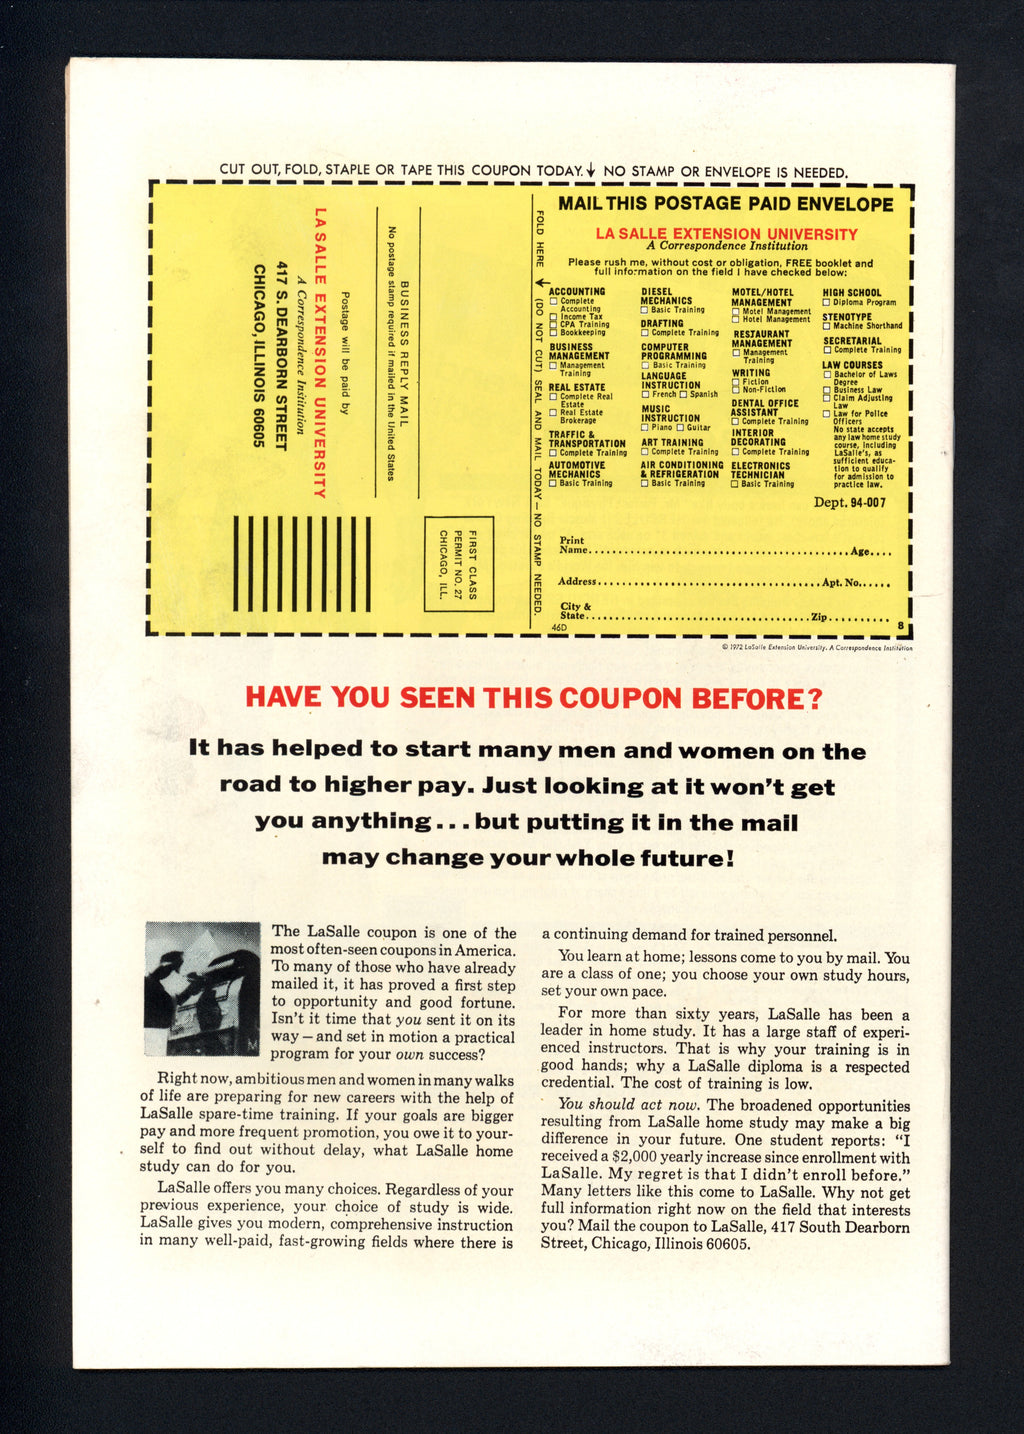 CUT OUT, FOLD, STAPLE OR TAPE THIS COUPON TODAY. ↓ NO STAMP OR ENVELOPE IS NEEDED.
LA SALLE EXTENSION UNIVERSITY
A Correspondence Institution
417 S. DEARBORN STREET
CHICAGO, ILLINOIS 60605
Postage will be paid by
BUSINESS REPLY MAIL
No postage stamp required if mailed in the United States
FIRST CLASS
PERMIT NO. 27
CHICAGO, ILL.
FOLD HERE ↓ (DO NOT CUT) SEAL AND MAIL TODAY — NO STAMP NEEDED.
MAIL THIS POSTAGE PAID ENVELOPE
LA SALLE EXTENSION UNIVERSITY
A Correspondence Institution
Please rush me, without cost or obligation, FREE booklet and
full information on the field I have checked below:
ACCOUNTING
☐ Complete
Accounting
☐ Income Tax
☐ CPA Training
☐ Bookkeeping
BUSINESS
MANAGEMENT
☐ Management
Training
REAL ESTATE
☐ Complete Real
Estate
☐ Real Estate
Brokerage
TRAFFIC &
TRANSPORTATION
☐ Complete Training
AUTOMOTIVE
MECHANICS
☐ Basic Training
DIESEL
MECHANICS
☐ Basic Training
DRAFTING
☐ Complete Training
COMPUTER
PROGRAMMING
☐ Basic Training
LANGUAGE
INSTRUCTION
☐ French ☐ Spanish
MUSIC
INSTRUCTION
☐ Piano ☐ Guitar
ART TRAINING
☐ Complete Training
AIR CONDITIONING
& REFRIGERATION
☐ Basic Training
MOTEL/HOTEL
MANAGEMENT
☐ Motel Management
☐ Hotel Management
RESTAURANT
MANAGEMENT
☐ Management
Training
WRITING
☐ Fiction
☐ Non-Fiction
DENTAL OFFICE
ASSISTANT
☐ Complete Training
INTERIOR
DECORATING
☐ Complete Training
ELECTRONICS
TECHNICIAN
☐ Basic Training
HIGH SCHOOL
☐ Diploma Program
STENOTYPE
☐ Machine Shorthand
SECRETARIAL
☐ Complete Training
LAW COURSES
☐ Bachelor of Laws
Degree
☐ Business Law
☐ Claim Adjusting
Law
☐ Law for Police
Officers
No state accepts
any law home study
course, including
LaSalle's, as
sufficient educa-
tion to qualify
for admission to
practice law.
Dept. 94-007
Print
Name.......... Age....
Address.......... Apt. No......
City &
State.......... Zip..........
46D 8
© 1972 LaSalle Extension University. A Correspondence Institution
HAVE YOU SEEN THIS COUPON BEFORE?
It has helped to start many men and women on the
road to higher pay. Just looking at it won't get
you anything...but putting it in the mail
may change your whole future!
The LaSalle coupon is one of the
most often-seen coupons in America.
To many of those who have already
mailed it, it has proved a first step
to opportunity and good fortune.
Isn't it time that you sent it on its
way — and set in motion a practical
program for your own success?
Right now, ambitious men and women in many walks
of life are preparing for new careers with the help of
LaSalle spare-time training. If your goals are bigger
pay and more frequent promotion, you owe it to your-
self to find out without delay, what LaSalle home
study can do for you.
LaSalle offers you many choices. Regardless of your
previous experience, your choice of study is wide.
LaSalle gives you modern, comprehensive instruction
in many well-paid, fast-growing fields where there is
a continuing demand for trained personnel.
You learn at home; lessons come to you by mail. You
are a class of one; you choose your own study hours,
set your own pace.
For more than sixty years, LaSalle has been a
leader in home study. It has a large staff of experi-
enced instructors. That is why your training is in
good hands; why a LaSalle diploma is a respected
credential. The cost of training is low.
You should act now. The broadened opportunities
resulting from LaSalle home study may make a big
difference in your future. One student reports: "I
received a $2,000 yearly increase since enrollment with
LaSalle. My regret is that I didn't enroll before."
Many letters like this come to LaSalle. Why not get
full information right now on the field that interests
you? Mail the coupon to LaSalle, 417 South Dearborn
Street, Chicago, Illinois 60605.